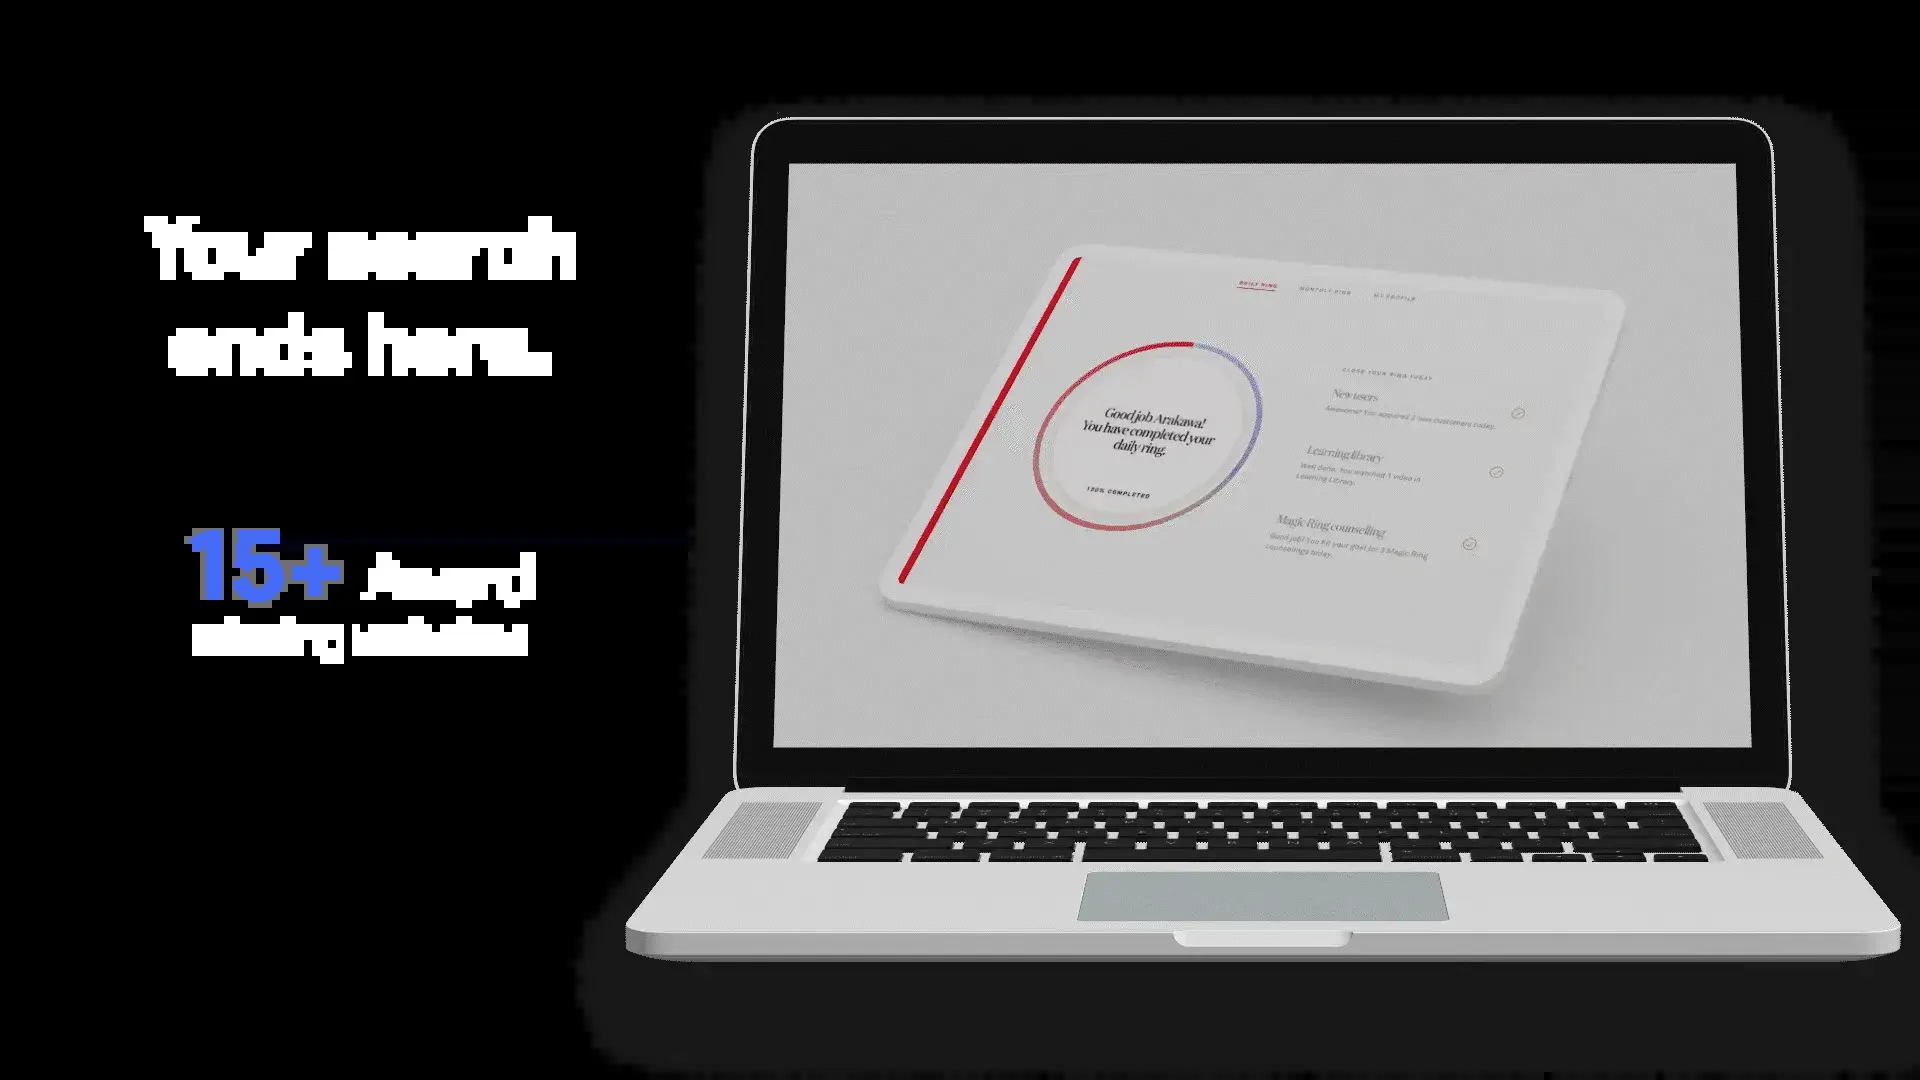 Your search
ends here.
15+ Award
winning websites
DAILY RING MONTHLY RING MY PROFILE
Good job Arakawa!
You have completed your
daily ring.
100% COMPLETED
CLOSE YOUR RING TODAY
New users
Awesome! You acquired 2 new customers today.
Learning library
Well done. You watched 1 video in
Learning Library.
Magic Ring counselling
Good job! You fill your goal for 3 Magic Ring
counsellings today.